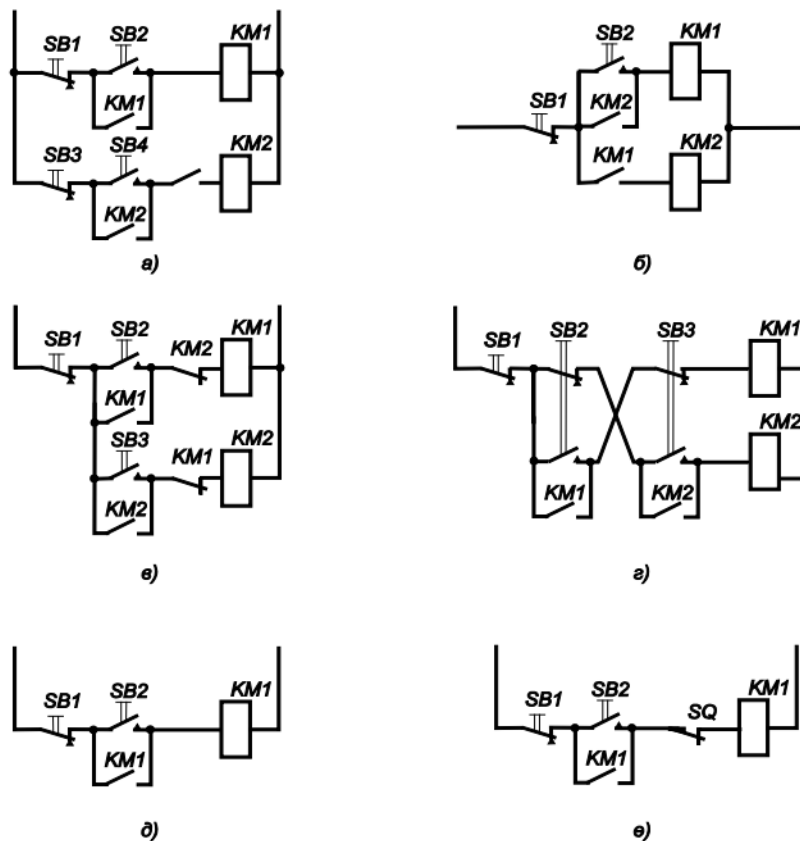 SB1 SB2 KM1
KM1
SB3 SB4 KM2
KM2
а)
SB2 KM1
SB1 KM2
KM1 KM2
б)
SB1 SB2 KM2 KM1
KM1
SB3 KM1 KM2
KM2
в)
SB1 SB2 SB3 KM1
KM2
KM1 KM2
г)
SB1 SB2 KM1
KM1
д)
SB1 SB2 SQ KM1
KM1
е)